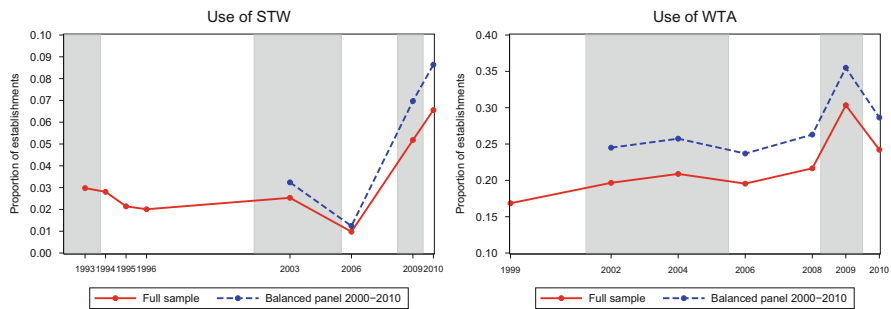 Use of STW
Proportion of establishments
0.10
0.09
0.08
0.07
0.06
0.05
0.04
0.03
0.02
0.01
0.00
1993 1994 1995 1996 2003 2006 2009 2010
Full sample Balanced panel 2000−2010
Use of WTA
Proportion of establishments
0.40
0.35
0.30
0.25
0.20
0.15
0.10
1999 2002 2004 2006 2008 2009 2010
Full sample Balanced panel 2000−2010